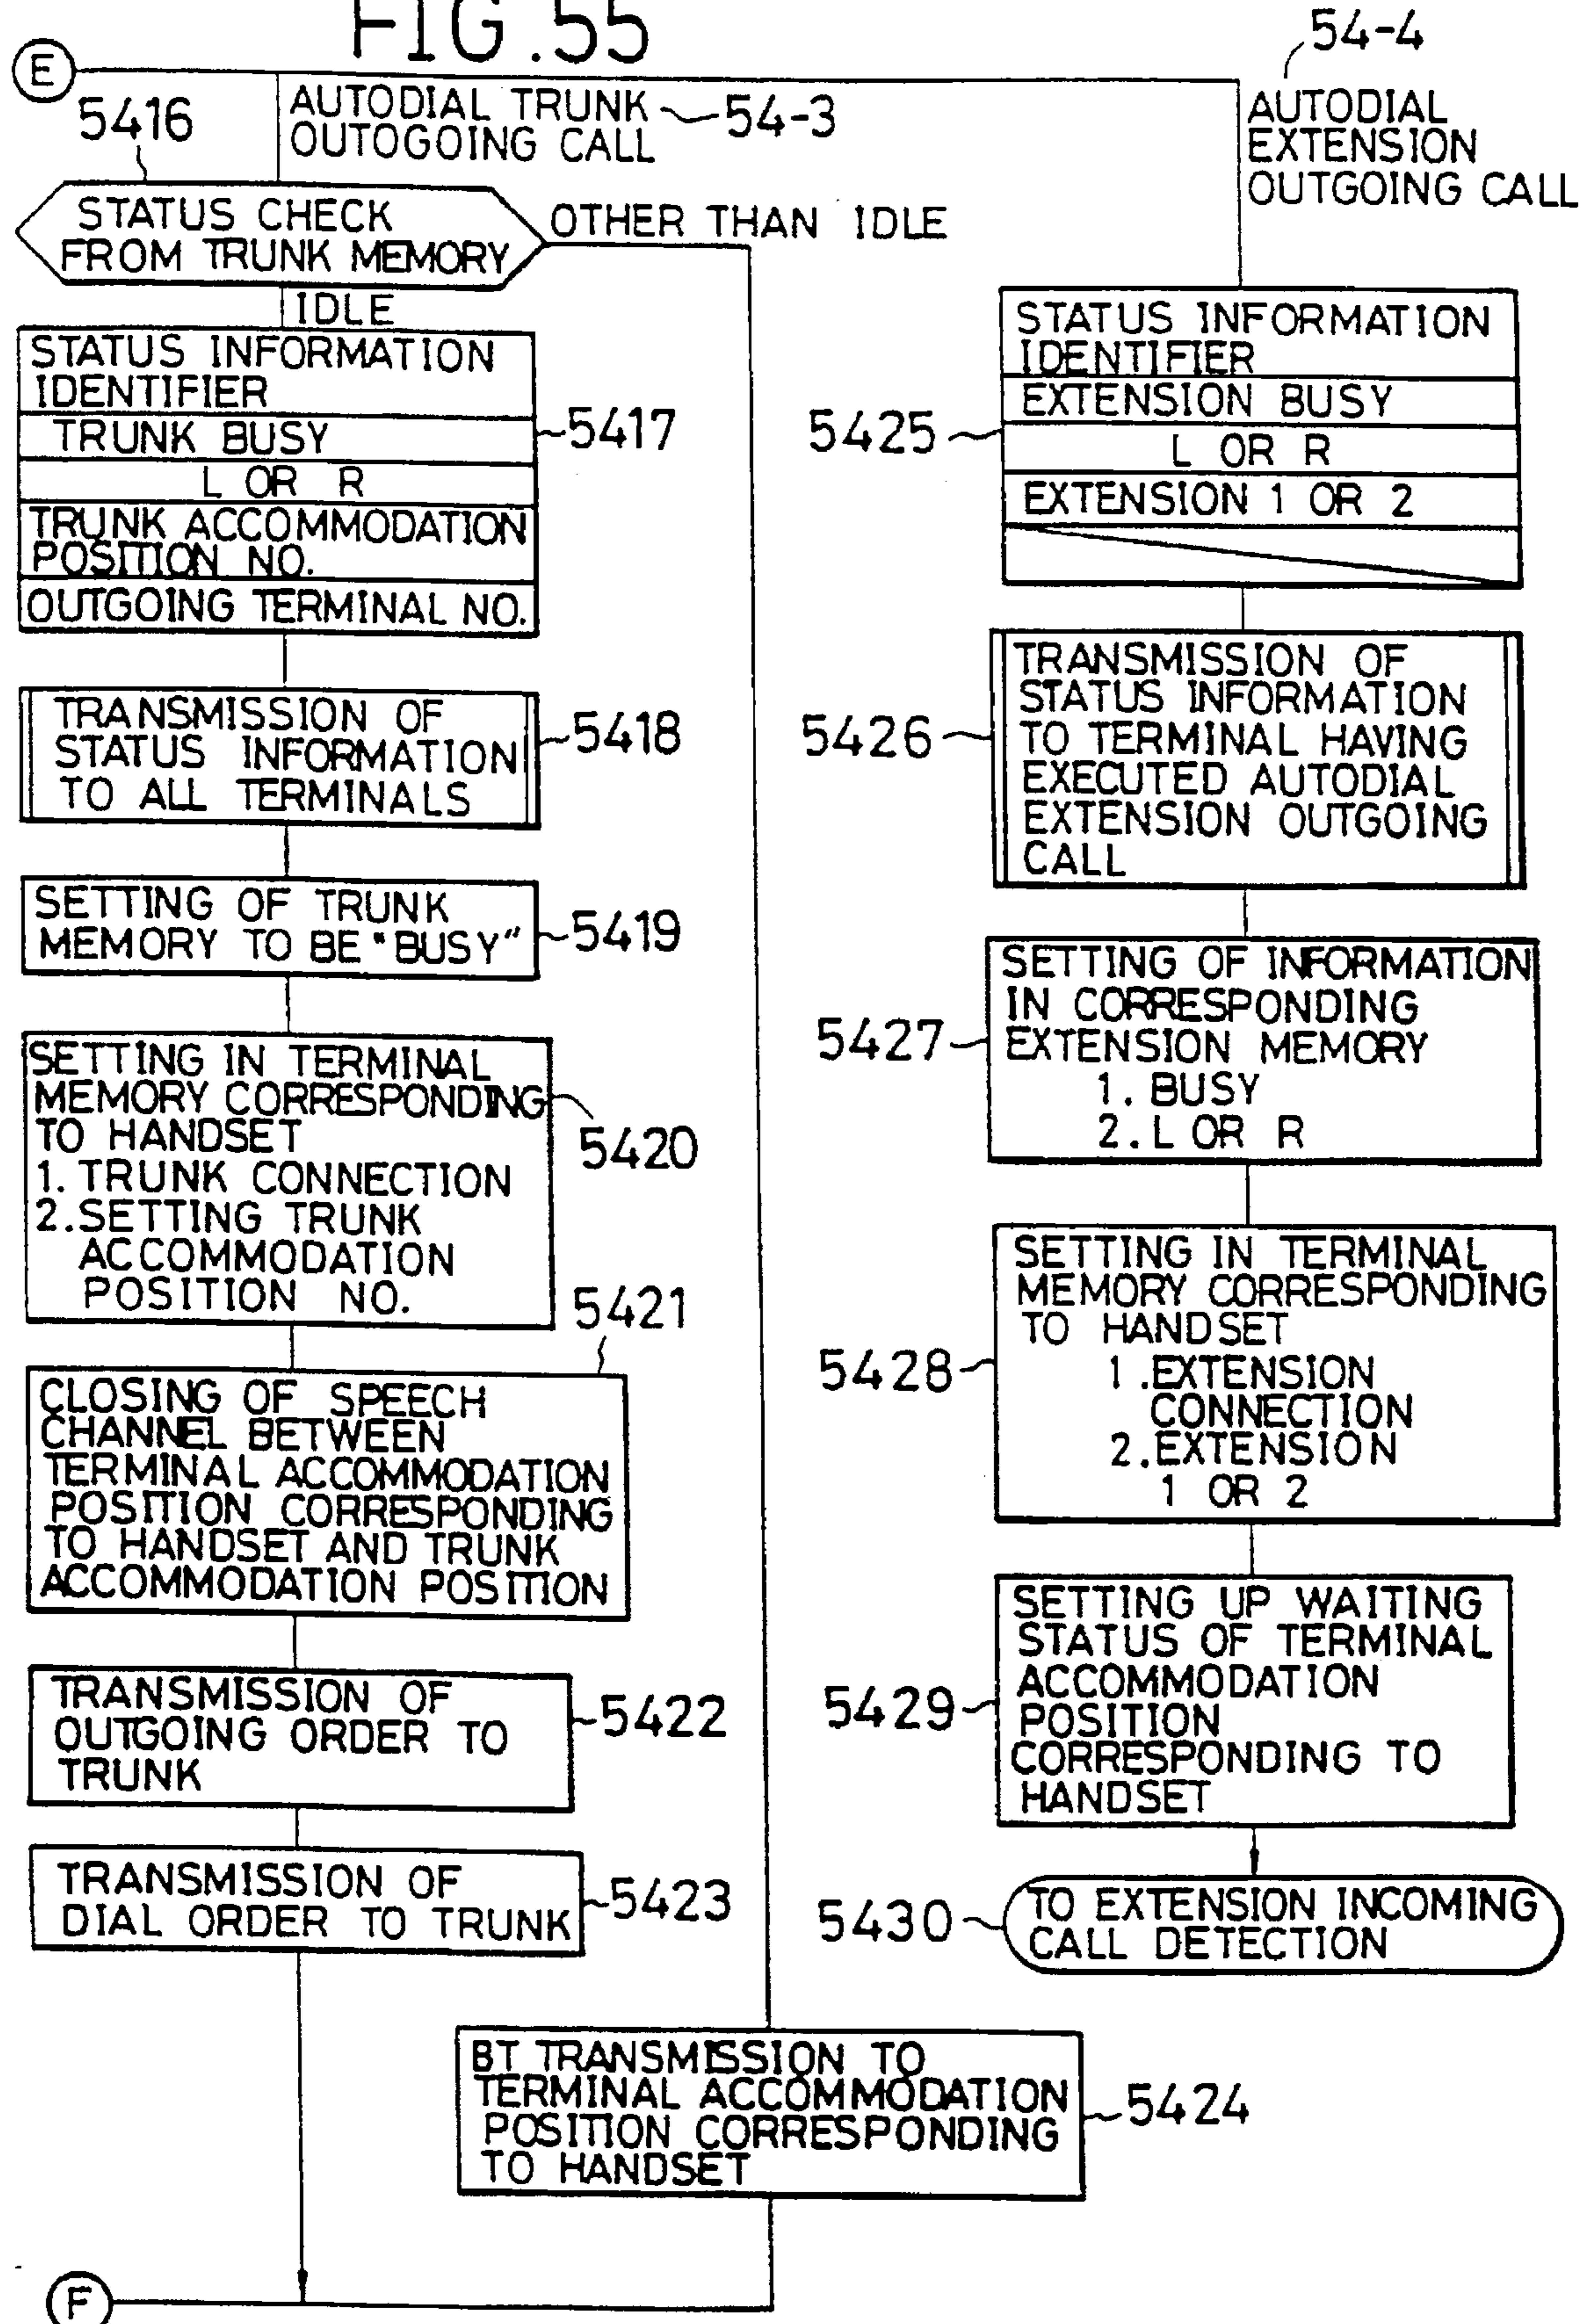 FIG.55
E
54-4
AUTODIAL TRUNK
OUTOGOING CALL
54-3
AUTODIAL
EXTENSION
OUTGOING CALL
5416
STATUS CHECK
FROM TRUNK MEMORY
OTHER THAN IDLE
IDLE
STATUS INFORMATION
IDENTIFIER
TRUNK BUSY
L OR R
TRUNK ACCOMMODATION
POSITION NO.
OUTGOING TERMINAL NO.
5417
TRANSMISSION OF
STATUS INFORMATION
TO ALL TERMINALS
5418
SETTING OF TRUNK
MEMORY TO BE "BUSY"
5419
SETTING IN TERMINAL
MEMORY CORRESPONDING
TO HANDSET
1. TRUNK CONNECTION
2.SETTING TRUNK
ACCOMMODATION
POSITION NO.
5420
5421
CLOSING OF SPEECH
CHANNEL BETWEEN
TERMINAL ACCOMMODATION
POSITION CORRESPONDING
TO HANDSET AND TRUNK
ACCOMMODATION POSITION
TRANSMISSION OF
OUTGOING ORDER TO
TRUNK
5422
TRANSMISSION OF
DIAL ORDER TO TRUNK
5423
STATUS INFORMATION
IDENTIFIER
EXTENSION BUSY
L OR R
EXTENSION 1 OR 2
5425
TRANSMISSION OF
STATUS INFORMATION
TO TERMINAL HAVING
EXECUTED AUTODIAL
EXTENSION OUTGOING
CALL
5426
SETTING OF INFORMATION
IN CORRESPONDING
EXTENSION MEMORY
1. BUSY
2. L OR R
5427
SETTING IN TERMINAL
MEMORY CORRESPONDING
TO HANDSET
1.EXTENSION
CONNECTION
2.EXTENSION
1 OR 2
5428
SETTING UP WAITING
STATUS OF TERMINAL
ACCOMMODATION
POSITION
CORRESPONDING TO
HANDSET
5429
TO EXTENSION INCOMING
CALL DETECTION
5430
BT TRANSMISSION TO
TERMINAL ACCOMMODATION
POSITION CORRESPONDING
TO HANDSET
5424
F